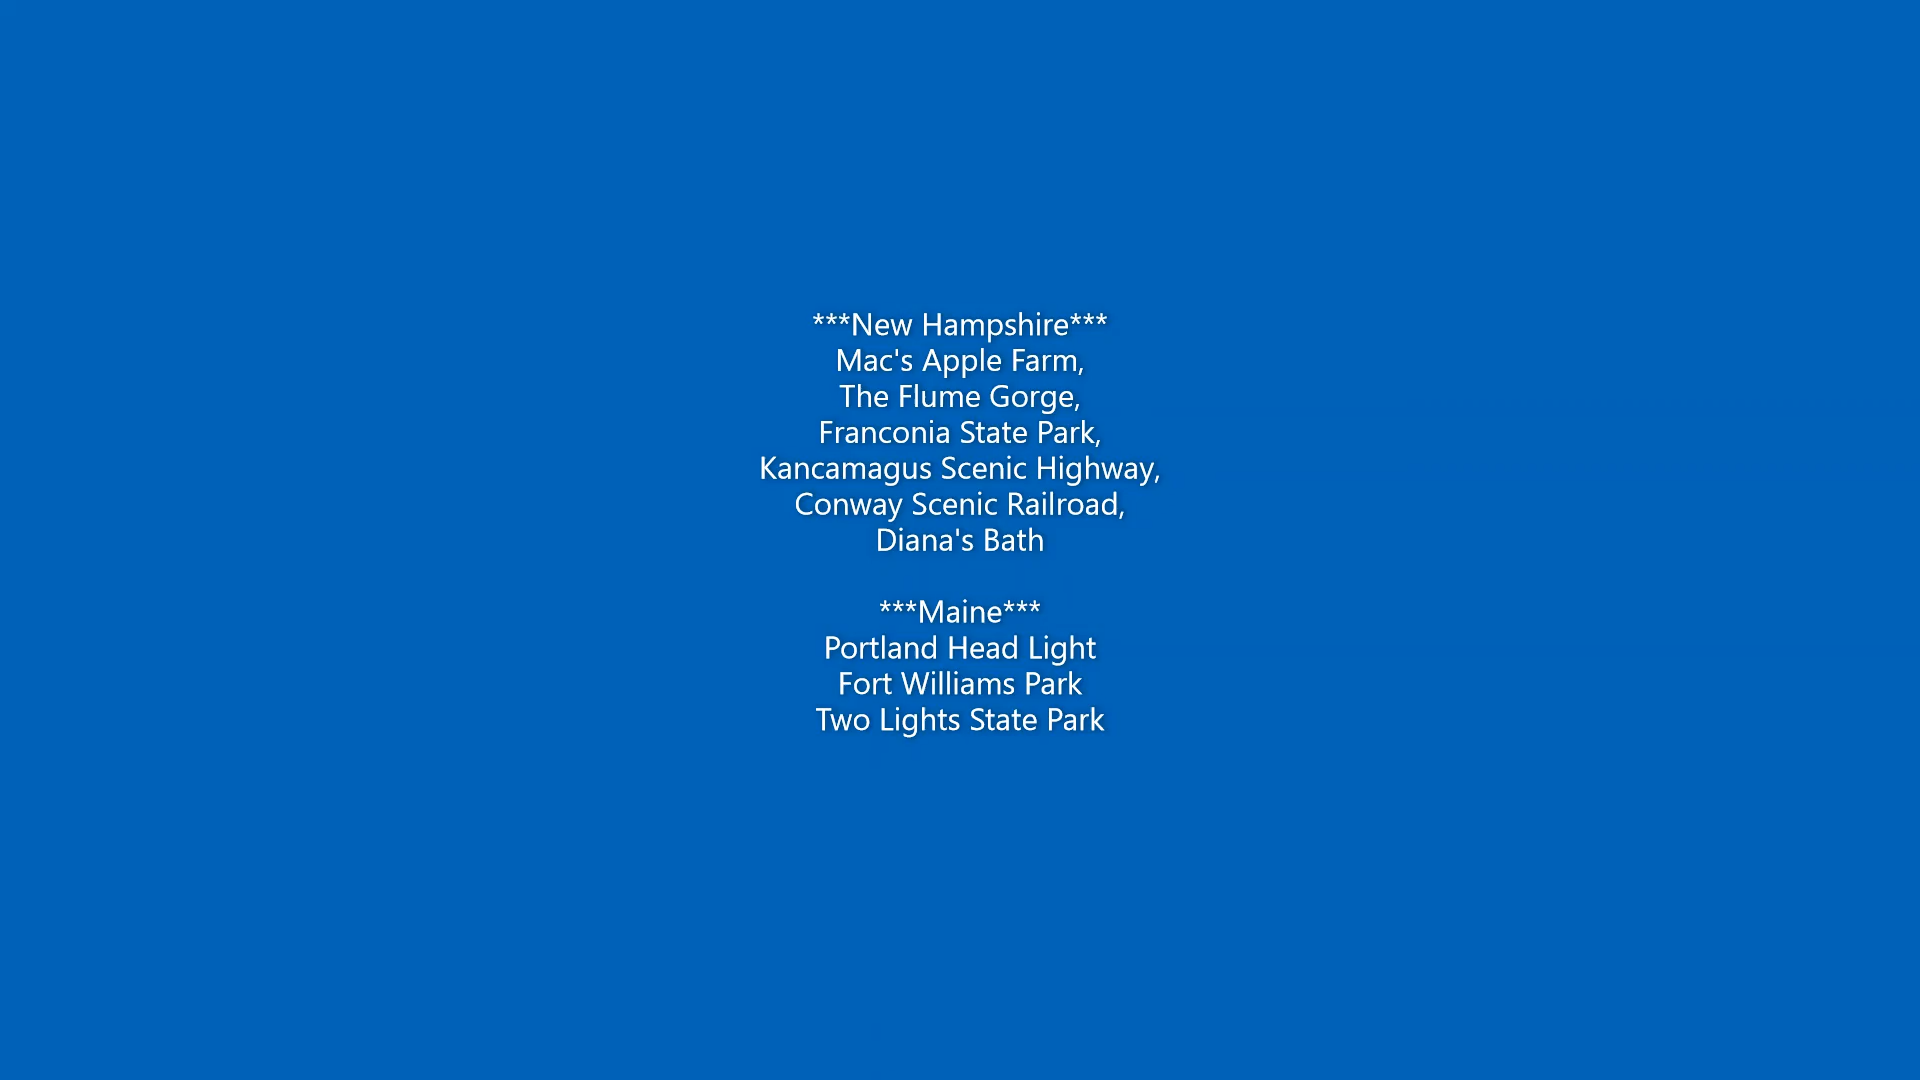 ***New Hampshire***
Mac's Apple Farm,
The Flume Gorge,
Franconia State Park,
Kancamagus Scenic Highway,
Conway Scenic Railroad,
Diana's Bath
***Maine***
Portland Head Light
Fort Williams Park
Two Lights State Park